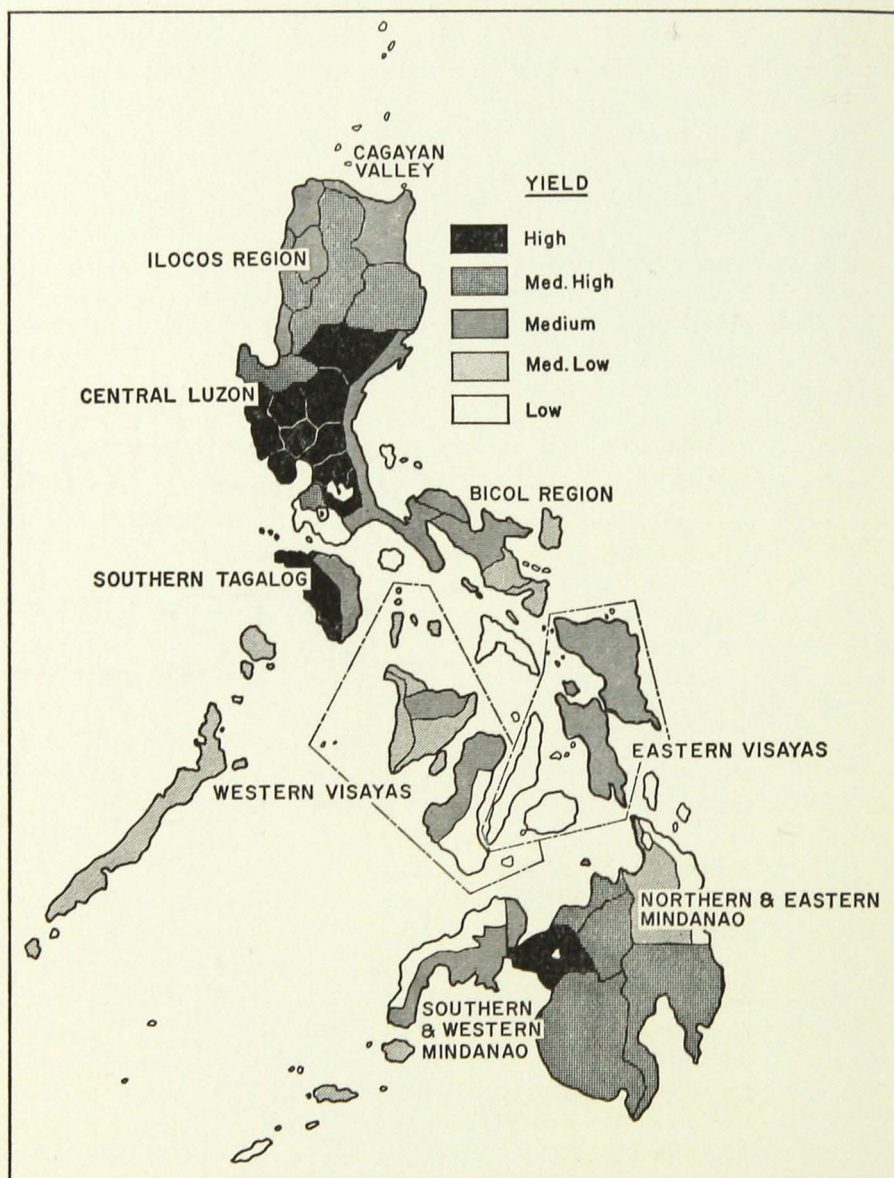 CAGAYAN
VALLEY
YIELD
High
ILOCOS REGION
Med. High
Medium
Med. Low
CENTRAL LUZON
Low
BICOL REGION
SOUTHERN TAGALOG
EASTERN VISAYAS
WESTERN VISAYAS
NORTHERN & EASTERN
MINDANAO
SOUTHERN
& WESTERN
MINDANAO